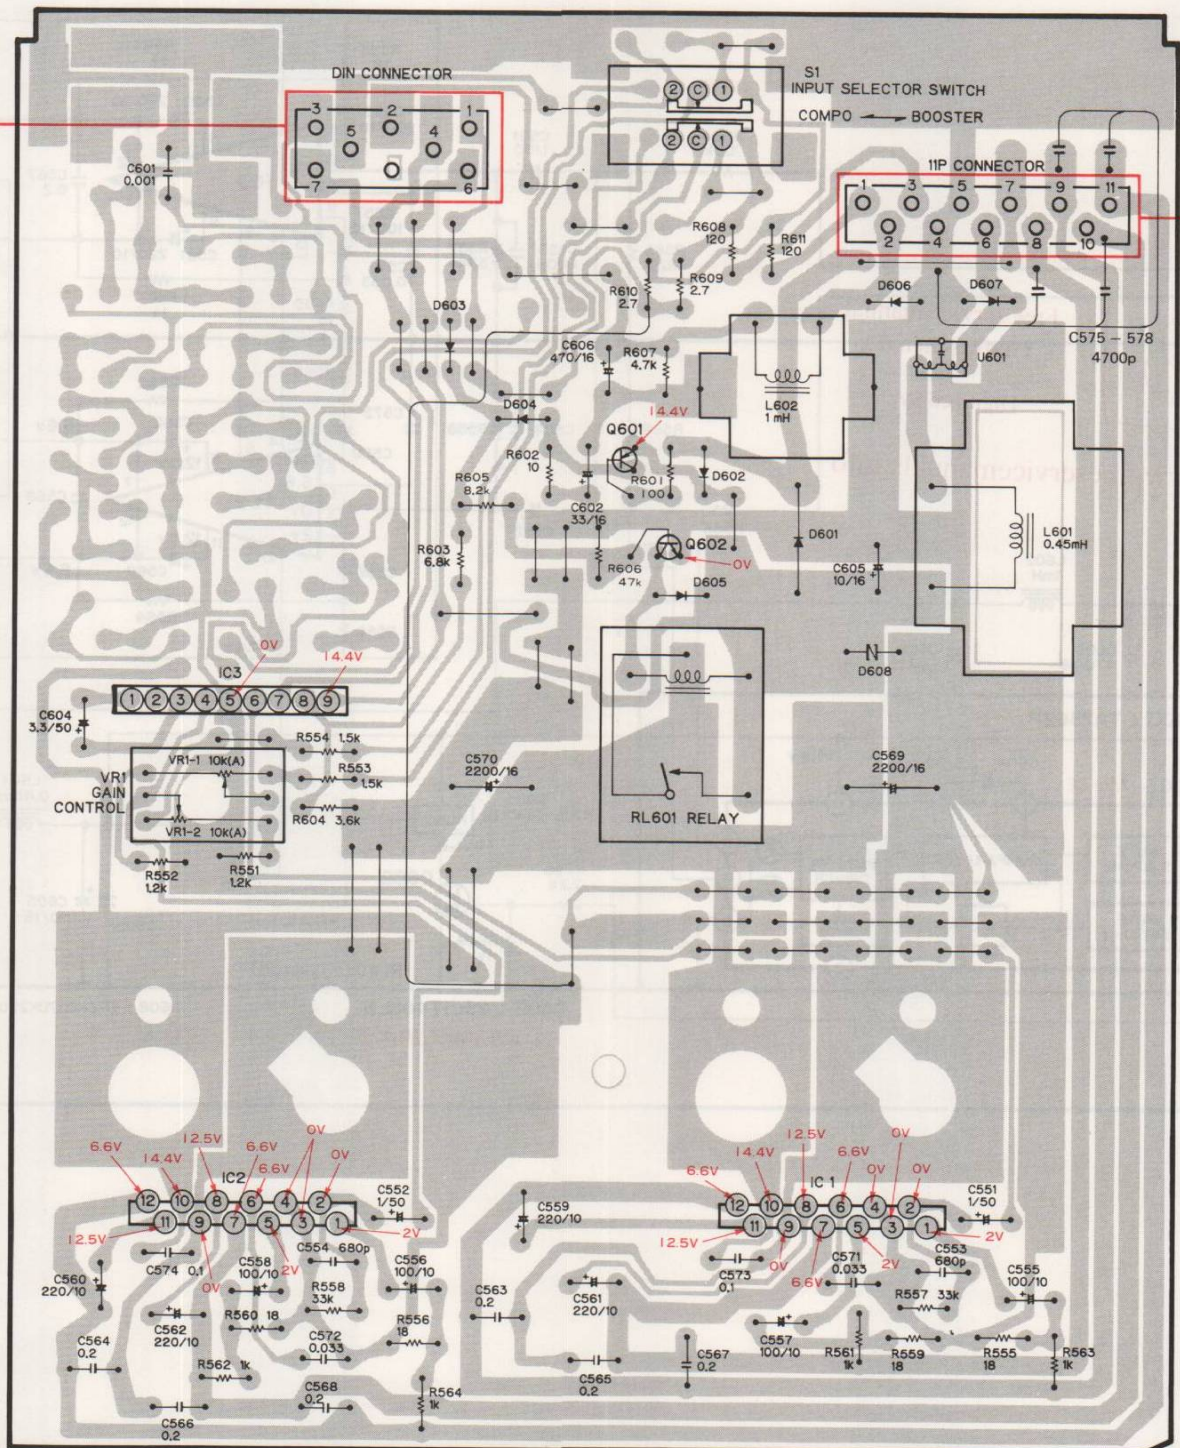 DIN CONNECTOR
3 2 1
5 4
7 6
S1
INPUT SELECTOR SWITCH
2 C 1
COMPO BOOSTER
2 C 1
11P CONNECTOR
1 3 5 7 9 11
2 4 6 8 10
C601
0.001
R608
120
R611
120
R610
2.7
R609
2.7
D606
D607
C575 - 578
4700p
D603
C606
470/16
R607
4.7k
U601
L602
1mH
D604
Q601
14.4V
R602
10
R605
8.2k
C602
33/16
R601
100
D602
L601
0.45mH
R603
6.8k
R606
47k
Q602
0V
D601
C605
10/16
D605
D608
IC3
0V
14.4V
1 2 3 4 5 6 7 8 9
C604
3.3/50
R554 1.5k
R553
1.5k
R604 3.6k
VR1
GAIN
CONTROL
VR1-1 10k(A)
VR1-2 10k(A)
R552
1.2k
R551
1.2k
C570
2200/16
RL601 RELAY
C569
2200/16
IC2
6.6V
14.4V
12.5V
6.6V
6.6V
0V
0V
12 10 8 6 4 2
11 9 7 5 3 1
12.5V
0V
2V
2V
C552
1/50
C574 0.1
C558
100/10
C554 680p
C556
100/10
C560
220/10
C562
220/10
R558
33k
R560 18
R556
18
C564
0.2
C572
0.033
R562 1k
C568
0.2
R564
1k
C566
0.2
IC 1
6.6V
14.4V
12.5V
6.6V
0V
0V
0V
12 10 8 6 4 2
11 9 7 5 3 1
12.5V
0V
6.6V
2V
2V
C559
220/10
C551
1/50
C573
0.1
C571
0.033
C553
680p
C555
100/10
C563
0.2
C561
220/10
R557 33k
C557
100/10
R561
1k
R559
18
R555
18
R563
1k
C567
0.2
C565
0.2